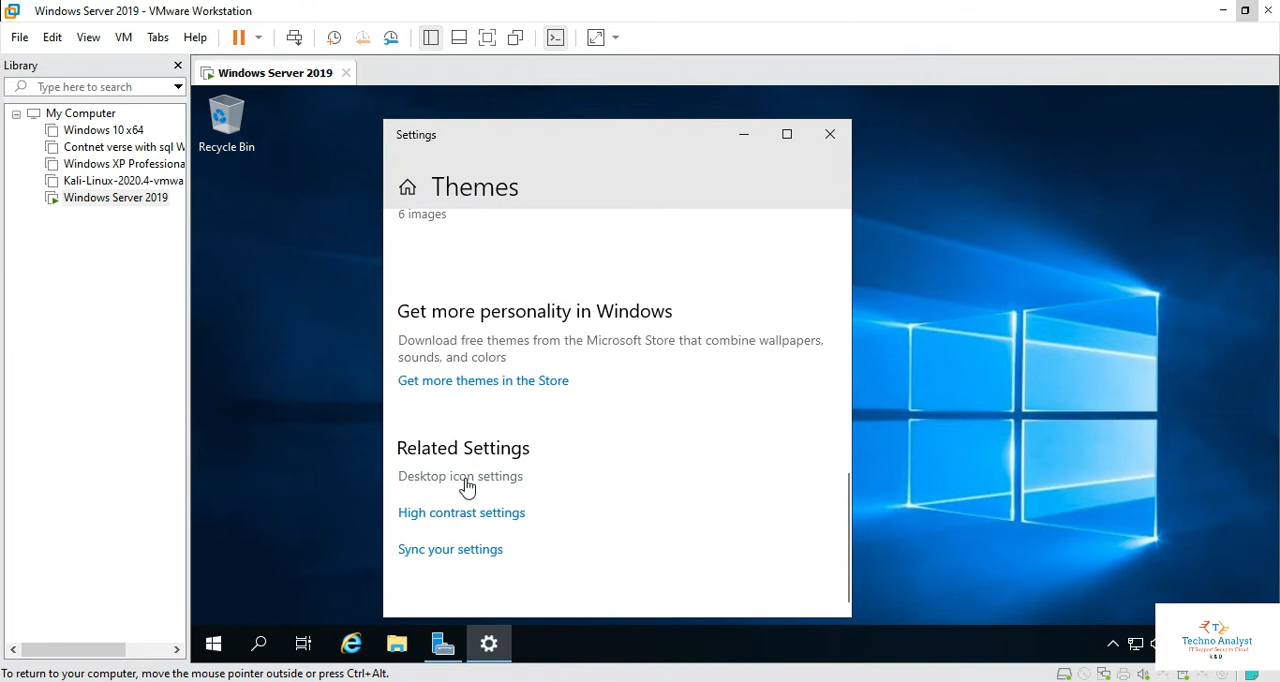 Windows Server 2019 - VMware Workstation
File Edit View VM Tabs Help
Library
Type here to search
My Computer
Windows 10 x64
Contnet verse with sql W
Windows XP Professiona
Kali-Linux-2020.4-vmwa
Windows Server 2019
Windows Server 2019
Recycle Bin
Settings
Themes
6 images
Get more personality in Windows
Download free themes from the Microsoft Store that combine wallpapers,
sounds, and colors
Get more themes in the Store
Related Settings
Desktop icon settings
High contrast settings
Sync your settings
Techno Analyst
IT Support Security Cloud
R & D
To return to your computer, move the mouse pointer outside or press Ctrl+Alt.